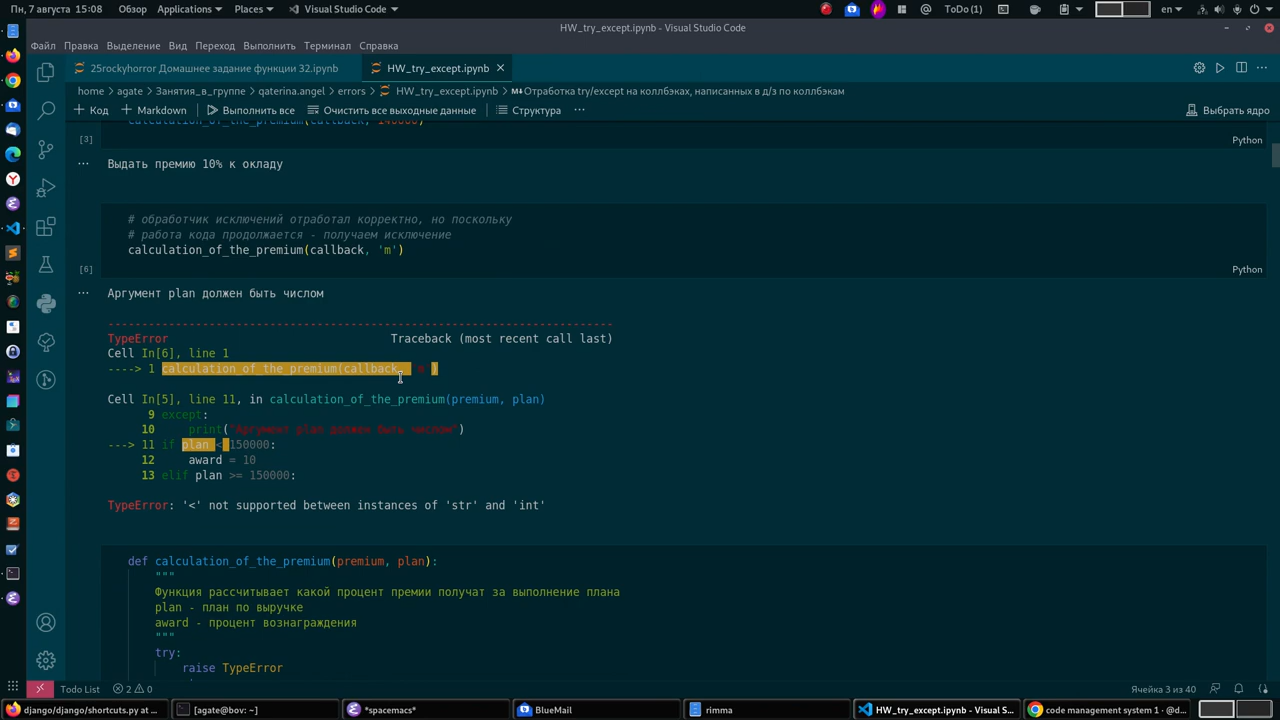 Пн, 7 августа 15:08 Обзор Applications Places Visual Studio Code ToDo (1) en
HW_try_except.ipynb - Visual Studio Code
Файл Правка Выделение Вид Переход Выполнить Терминал Справка
25rockyhorror Домашнее задание функции 32.ipynb HW_try_except.ipynb
home > agate > Занятия_в_группе > qaterina.angel > errors > HW_try_except.ipynb > M↓Отработка try/except на коллбэках, написанных в д/з по коллбэкам
+ Код + Markdown Выполнить все Очистить все выходные данные Структура ... Выбрать ядро
calculation_of_the_premium(callback, 140000)
[3] Python
... Выдать премию 10% к окладу
# обработчик исключений отработал корректно, но поскольку
# работа кода продолжается - получаем исключение
calculation_of_the_premium(callback, 'm')
[6] Python
... Аргумент plan должен быть числом
---------------------------------------------------------------------------
TypeError Traceback (most recent call last)
Cell In[6], line 1
----> 1 calculation_of_the_premium(callback, 'm')
Cell In[5], line 11, in calculation_of_the_premium(premium, plan)
9 except:
10 print("Аргумент plan должен быть числом")
---> 11 if plan < 150000:
12 award = 10
13 elif plan >= 150000:
TypeError: '<' not supported between instances of 'str' and 'int'
def calculation_of_the_premium(premium, plan):
"""
Функция рассчитывает какой процент премии получат за выполнение плана
plan - план по выручке
award - процент вознаграждения
"""
try:
raise TypeError
Todo List 2 0 Ячейка 3 из 40
django/django/shortcuts.py at ... [agate@bov: ~] *spacemacs* BlueMail rimma HW_try_except.ipynb - Visual S... code management system 1 · @d...